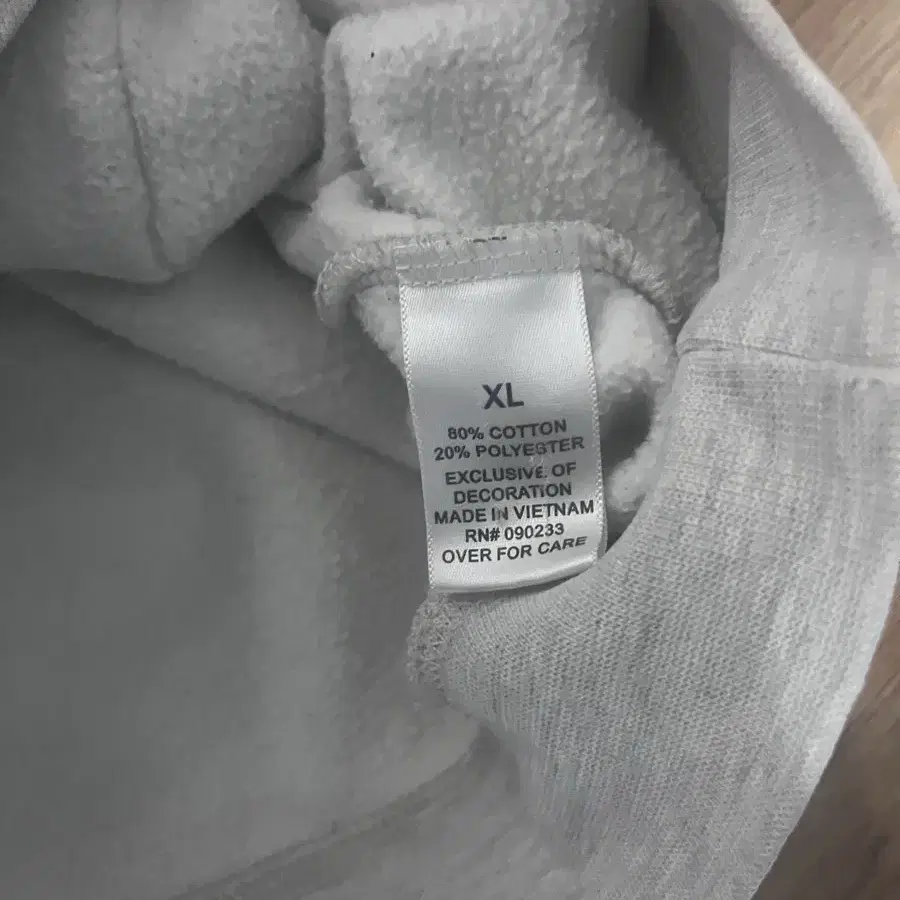 XL
80% COTTON
20% POLYESTER
EXCLUSIVE OF
DECORATION
MADE IN VIETNAM
RN# 090233
OVER FOR CARE